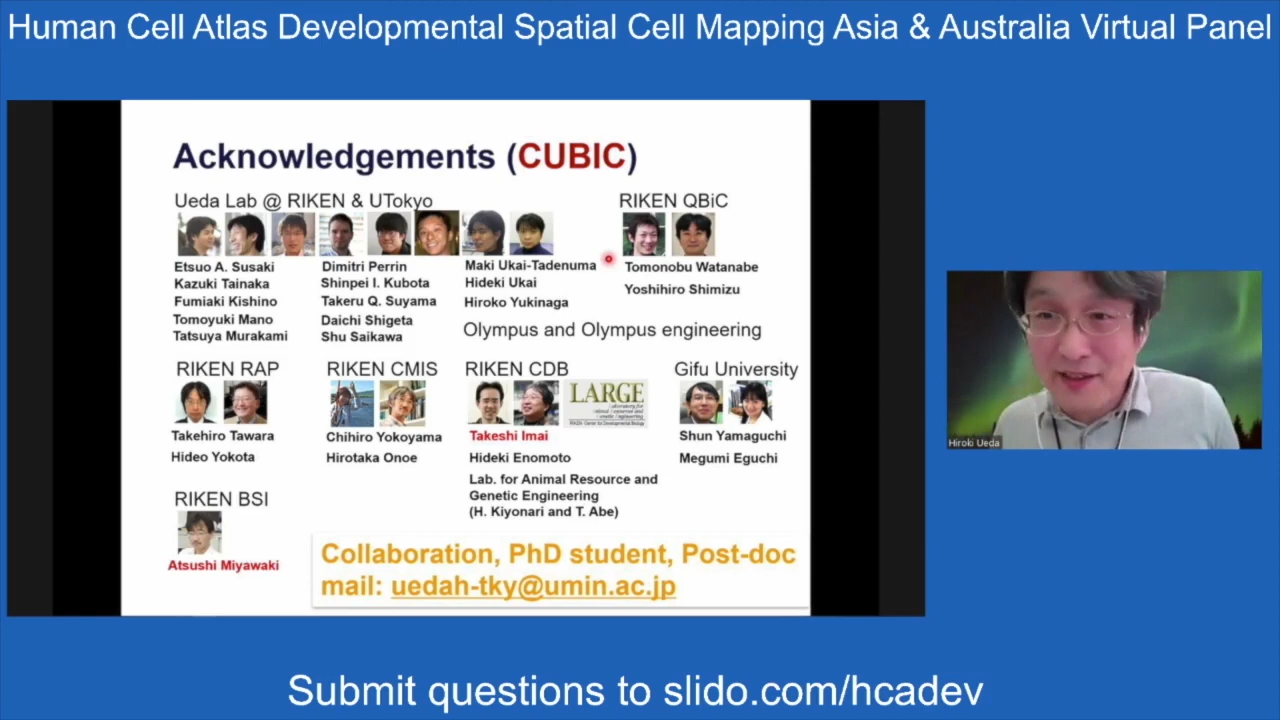 Human Cell Atlas Developmental Spatial Cell Mapping Asia & Australia Virtual Panel
Acknowledgements (CUBIC)
Ueda Lab @ RIKEN & UTokyo
Etsuo A. Susaki
Kazuki Tainaka
Fumiaki Kishino
Tomoyuki Mano
Tatsuya Murakami
Dimitri Perrin
Shinpei I. Kubota
Takeru Q. Suyama
Daichi Shigeta
Shu Saikawa
Maki Ukai-Tadenuma
Hideki Ukai
Hiroko Yukinaga
RIKEN QBiC
Tomonobu Watanabe
Yoshihiro Shimizu
Olympus and Olympus engineering
RIKEN RAP
Takehiro Tawara
Hideo Yokota
RIKEN CMIS
Chihiro Yokoyama
Hirotaka Onoe
RIKEN CDB
LARGE
Takeshi Imai
Hideki Enomoto
Lab. for Animal Resource and
Genetic Engineering
(H. Kiyonari and T. Abe)
Gifu University
Shun Yamaguchi
Megumi Eguchi
RIKEN BSI
Atsushi Miyawaki
Collaboration, PhD student, Post-doc
mail: uedah-tky@umin.ac.jp
Hiroki Ueda
Submit questions to slido.com/hcadev